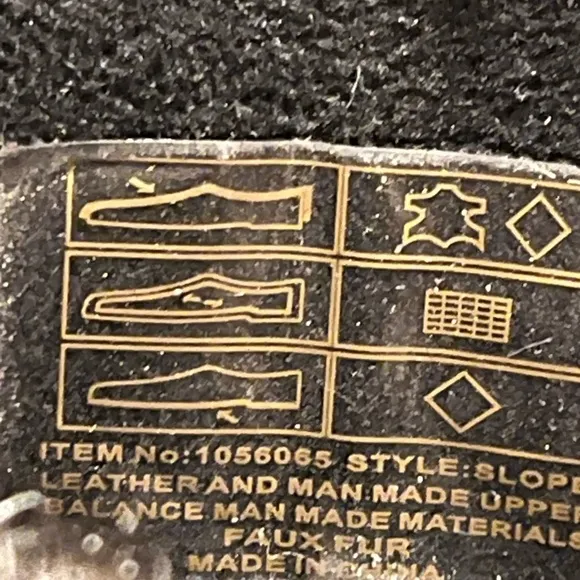 ITEM No:1056065 STYLE:SLOPE
LEATHER AND MAN MADE UPPER
BALANCE MAN MADE MATERIALS
FAUX FUR
MADE IN CHINA